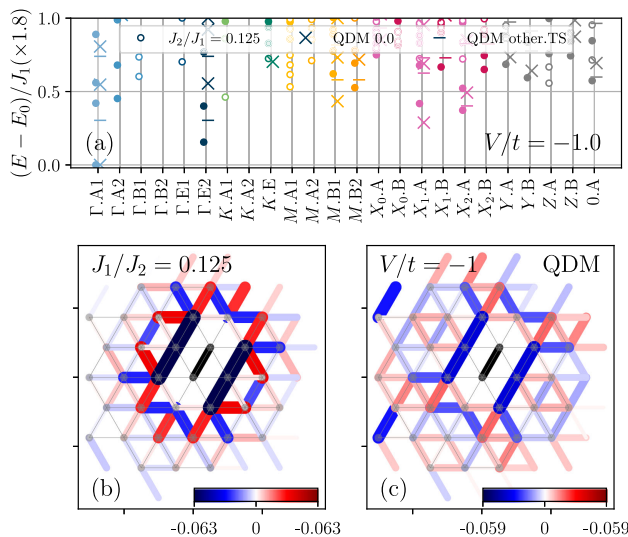 (E − E₀)/J₁(×1.8)
1.0
0.5
0.0
J₂/J₁ = 0.125
QDM 0.0
QDM other.TS
(a)
V/t = −1.0
Γ.A1
Γ.A2
Γ.B1
Γ.B2
Γ.E1
Γ.E2
K.A1
K.A2
K.E
M.A1
M.A2
M.B1
M.B2
X₀.A
X₀.B
X₁.A
X₁.B
X₂.A
X₂.B
Y.A
Y.B
Z.A
Z.B
0.A
J₁/J₂ = 0.125
(b)
-0.063 0 -0.063
V/t = −1 QDM
(c)
-0.059 0 -0.059